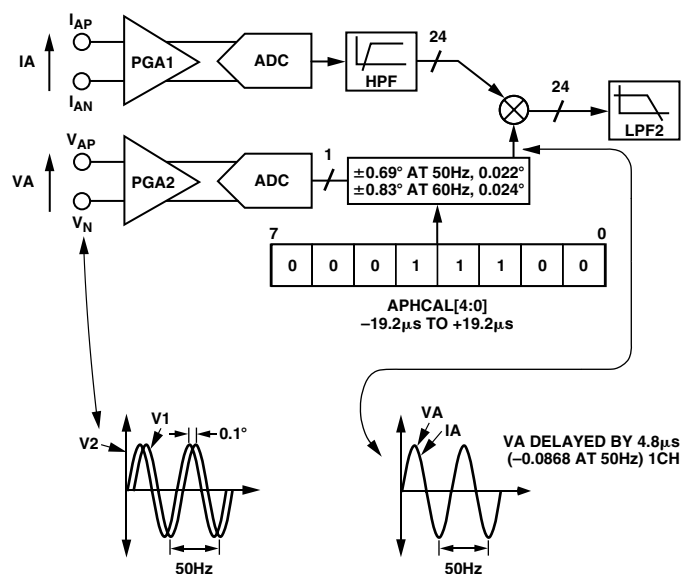 I_AP
IA
I_AN
PGA1
ADC
HPF
24
24
LPF2
V_AP
VA
V_N
PGA2
ADC
1
±0.69° AT 50Hz, 0.022°
±0.83° AT 60Hz, 0.024°
7
0
0 0 0 1 1 1 0 0
APHCAL[4:0]
–19.2µs TO +19.2µs
V2
V1
0.1°
50Hz
VA
IA
50Hz
VA DELAYED BY 4.8µs
(–0.0868 AT 50Hz) 1CH